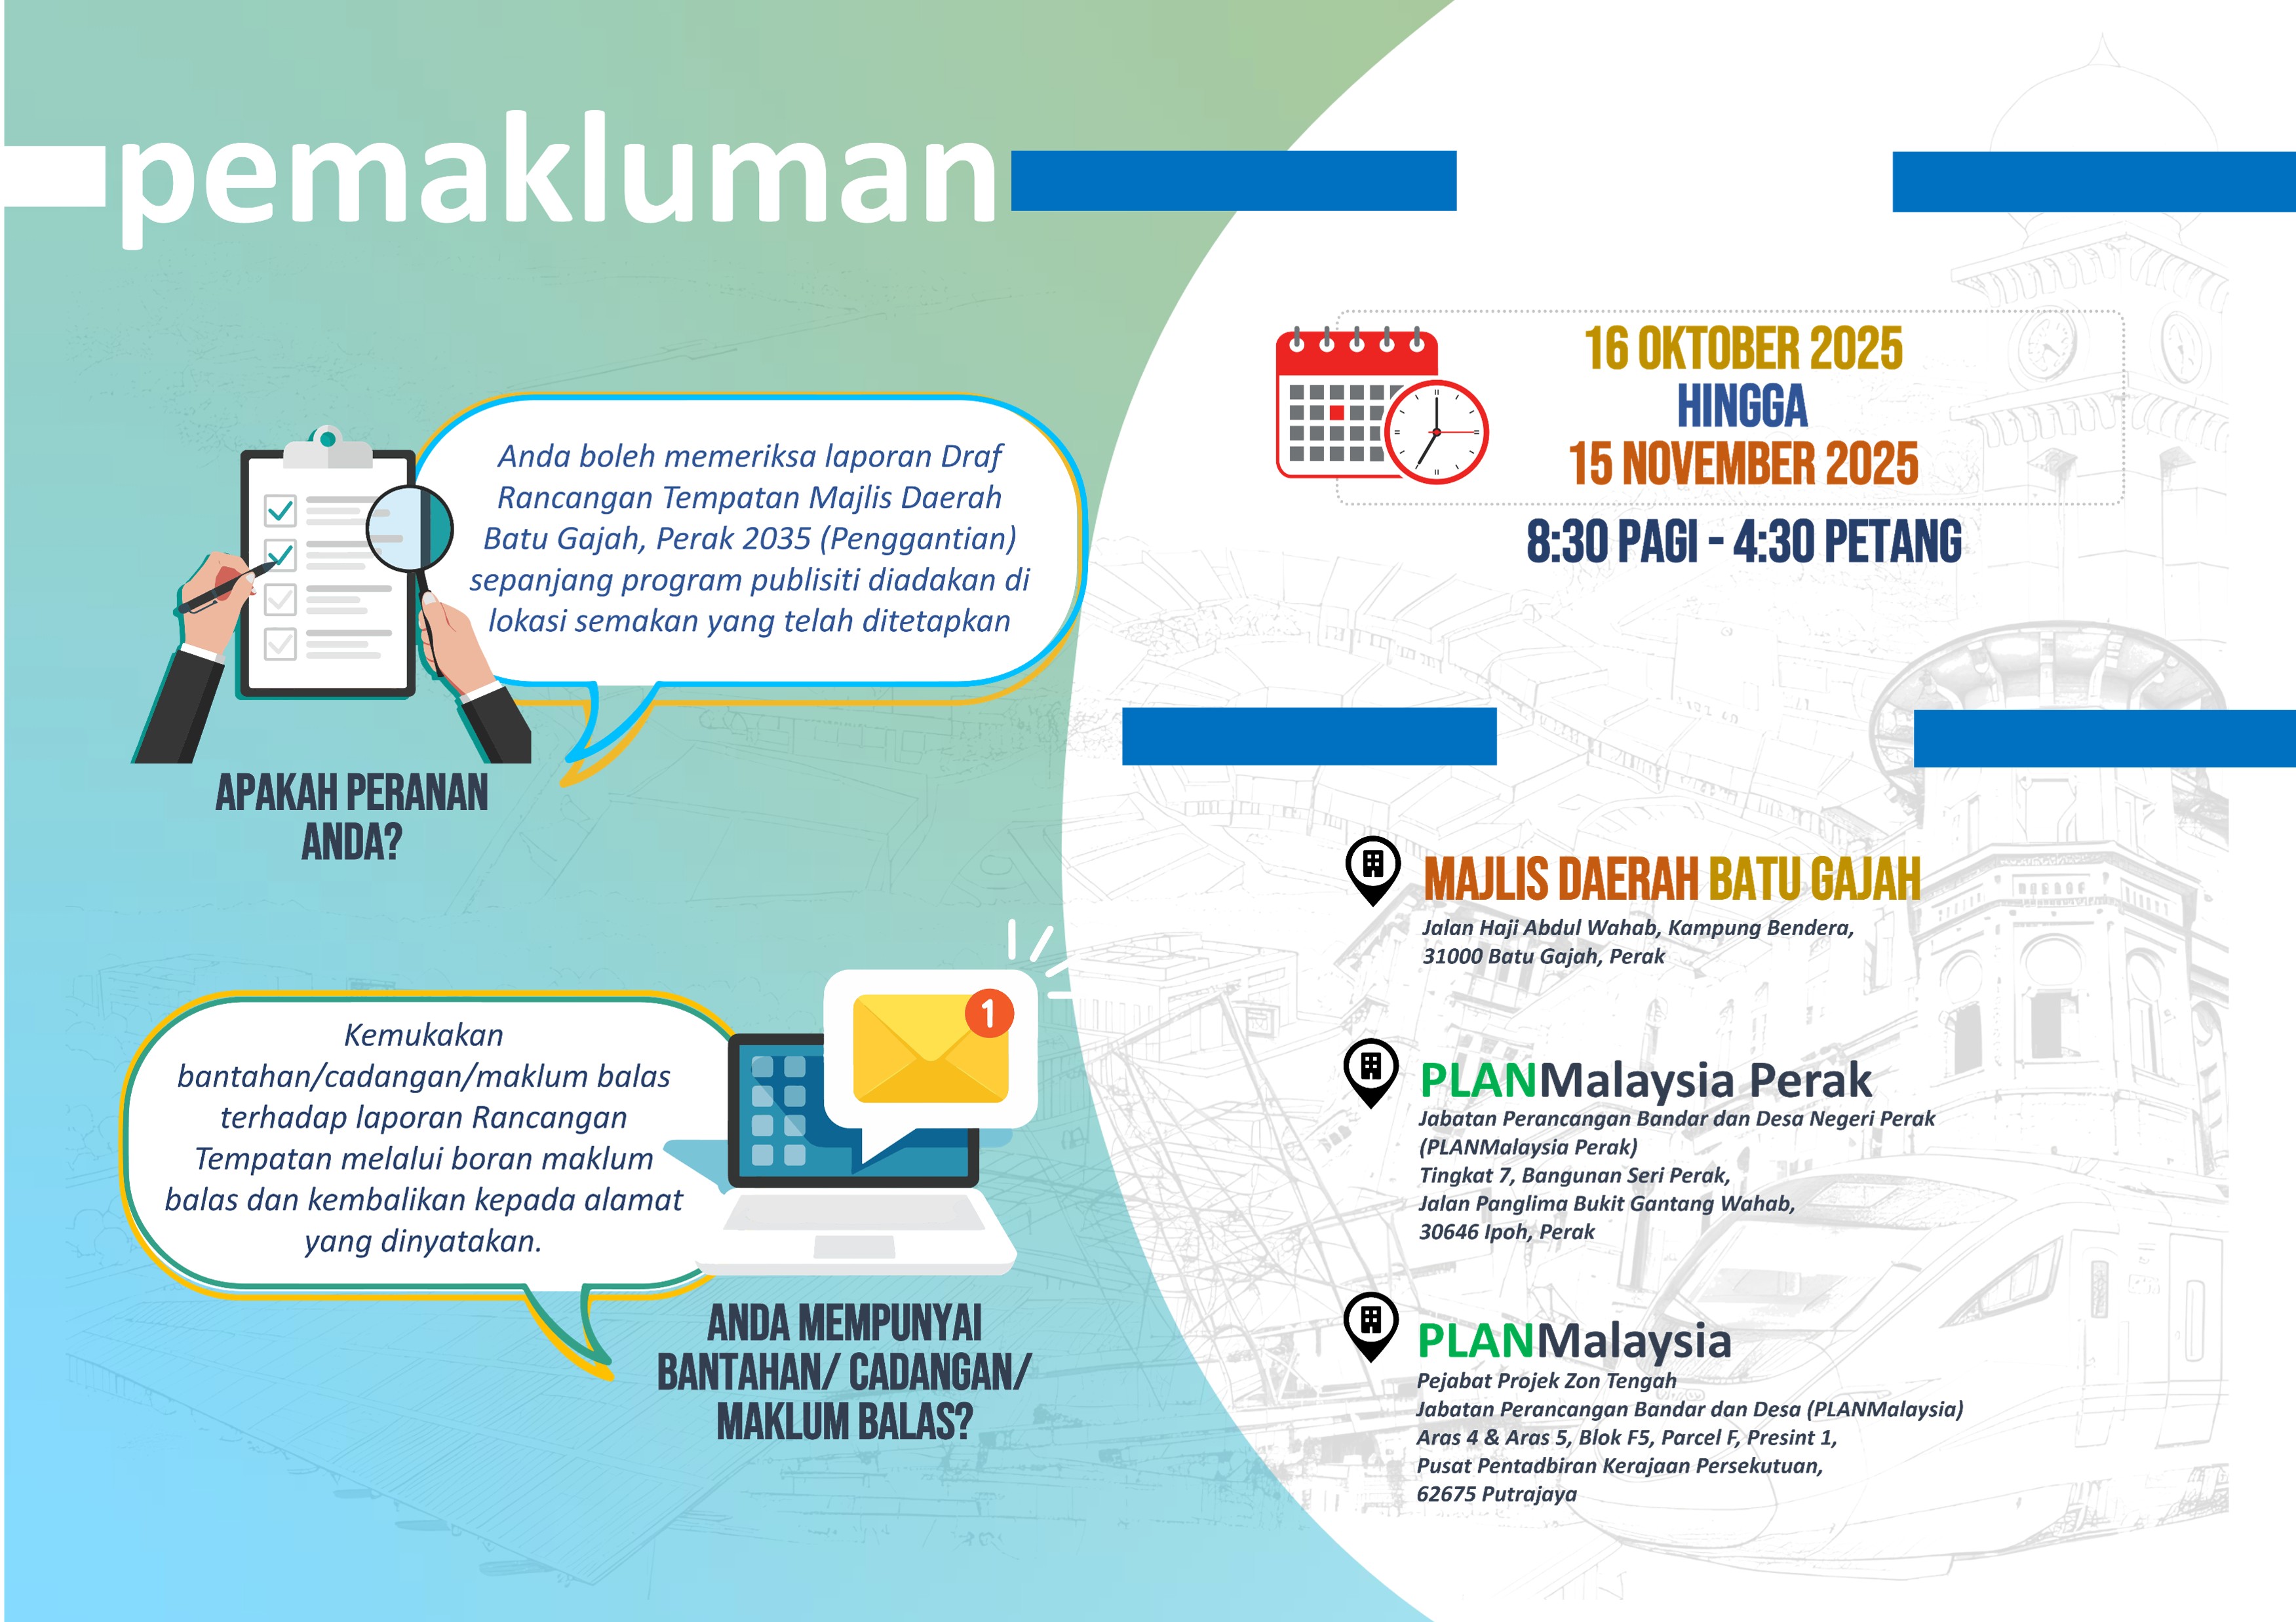 pemakluman
Anda boleh memeriksa laporan Draf
Rancangan Tempatan Majlis Daerah
Batu Gajah, Perak 2035 (Penggantian)
sepanjang program publisiti diadakan di
lokasi semakan yang telah ditetapkan
APAKAH PERANAN
ANDA?
1
Kemukakan
bantahan/cadangan/maklum balas
terhadap laporan Rancangan
Tempatan melalui boran maklum
balas dan kembalikan kepada alamat
yang dinyatakan.
ANDA MEMPUNYAI
BANTAHAN/ CADANGAN/
MAKLUM BALAS?
16 OKTOBER 2025
HINGGA
15 NOVEMBER 2025
8:30 PAGI - 4:30 PETANG
MAJLIS DAERAH BATU GAJAH
Jalan Haji Abdul Wahab, Kampung Bendera,
31000 Batu Gajah, Perak
PLANMalaysia Perak
Jabatan Perancangan Bandar dan Desa Negeri Perak
(PLANMalaysia Perak)
Tingkat 7, Bangunan Seri Perak,
Jalan Panglima Bukit Gantang Wahab,
30646 Ipoh, Perak
PLANMalaysia
Pejabat Projek Zon Tengah
Jabatan Perancangan Bandar dan Desa (PLANMalaysia)
Aras 4 & Aras 5, Blok F5, Parcel F, Presint 1,
Pusat Pentadbiran Kerajaan Persekutuan,
62675 Putrajaya